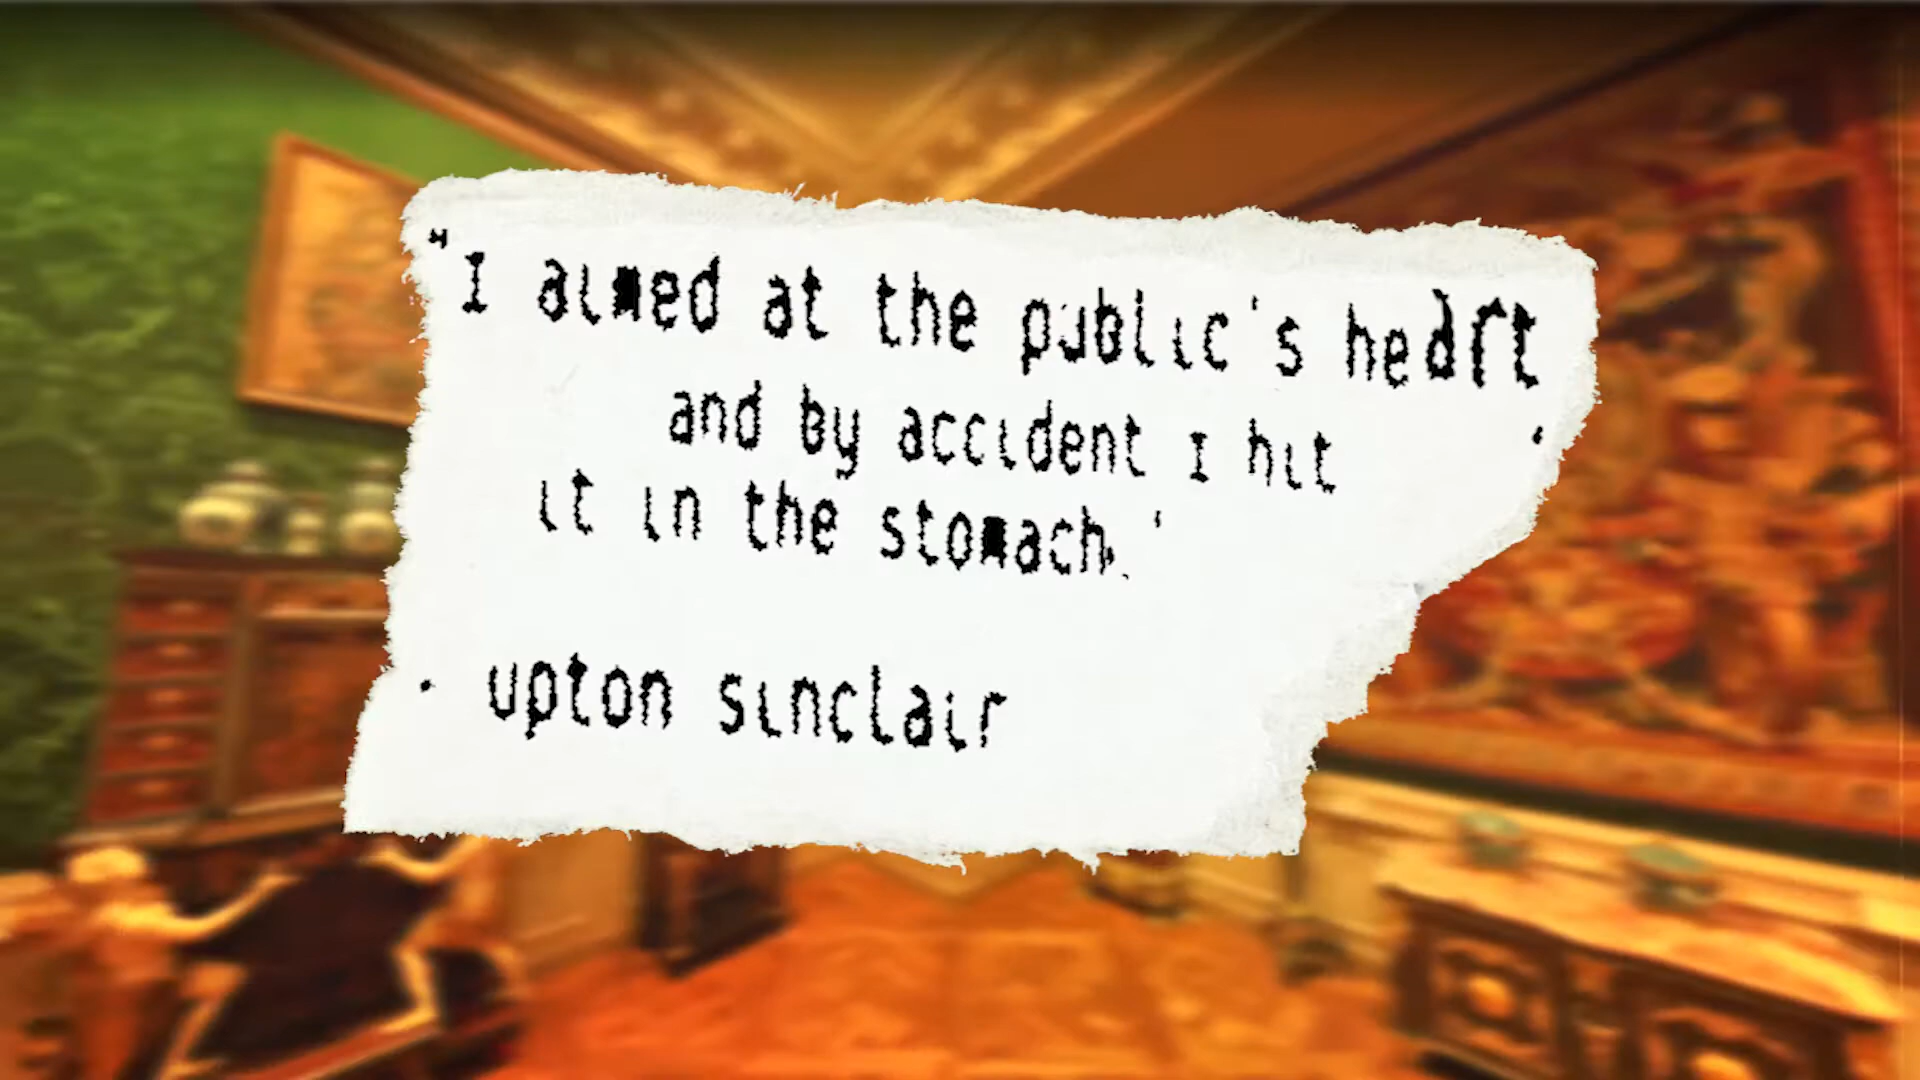 "I aimed at the public's heart
and by accident I hit
it in the stomach.'
- upton sinclair